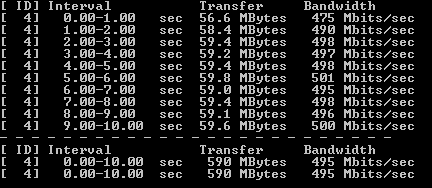 [ ID] Interval Transfer Bandwidth
[ 4] 0.00-1.00 sec 56.6 MBytes 475 Mbits/sec
[ 4] 1.00-2.00 sec 58.4 MBytes 490 Mbits/sec
[ 4] 2.00-3.00 sec 59.4 MBytes 498 Mbits/sec
[ 4] 3.00-4.00 sec 59.2 MBytes 497 Mbits/sec
[ 4] 4.00-5.00 sec 59.4 MBytes 498 Mbits/sec
[ 4] 5.00-6.00 sec 59.8 MBytes 501 Mbits/sec
[ 4] 6.00-7.00 sec 59.0 MBytes 495 Mbits/sec
[ 4] 7.00-8.00 sec 59.4 MBytes 498 Mbits/sec
[ 4] 8.00-9.00 sec 59.1 MBytes 496 Mbits/sec
[ 4] 9.00-10.00 sec 59.6 MBytes 500 Mbits/sec
- - - - - - - - - - - - - - - - - - - - - - - - -
[ ID] Interval Transfer Bandwidth
[ 4] 0.00-10.00 sec 590 MBytes 495 Mbits/sec
[ 4] 0.00-10.00 sec 590 MBytes 495 Mbits/sec